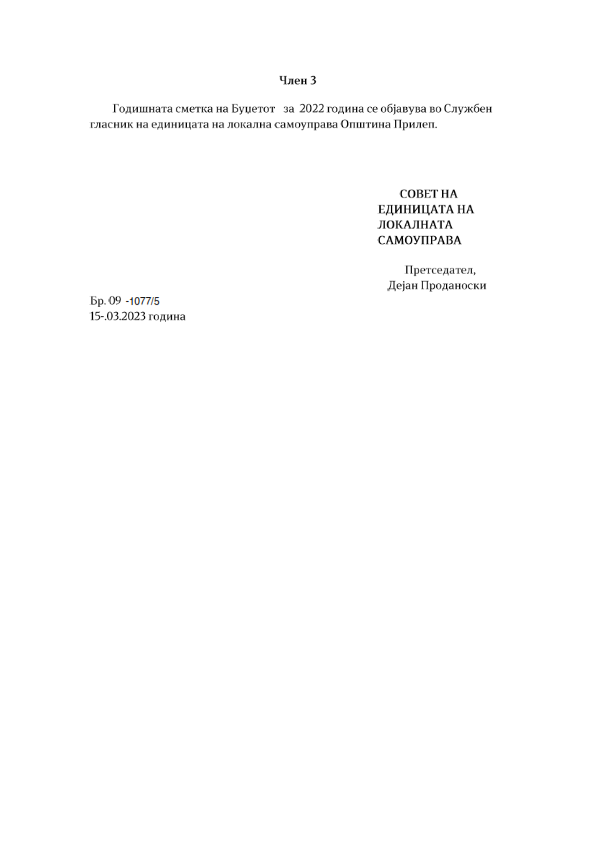 Член 3
Годишната сметка на Буџетот за 2022 година се објавува во Службен
гласник на единицата на локална самоуправа Општина Прилеп.
СОВЕТ НА
ЕДИНИЦАТА НА
ЛОКАЛНАТА
САМОУПРАВА
Претседател,
Дејан Проданоски
Бр. 09 -1077/5
15-.03.2023 година